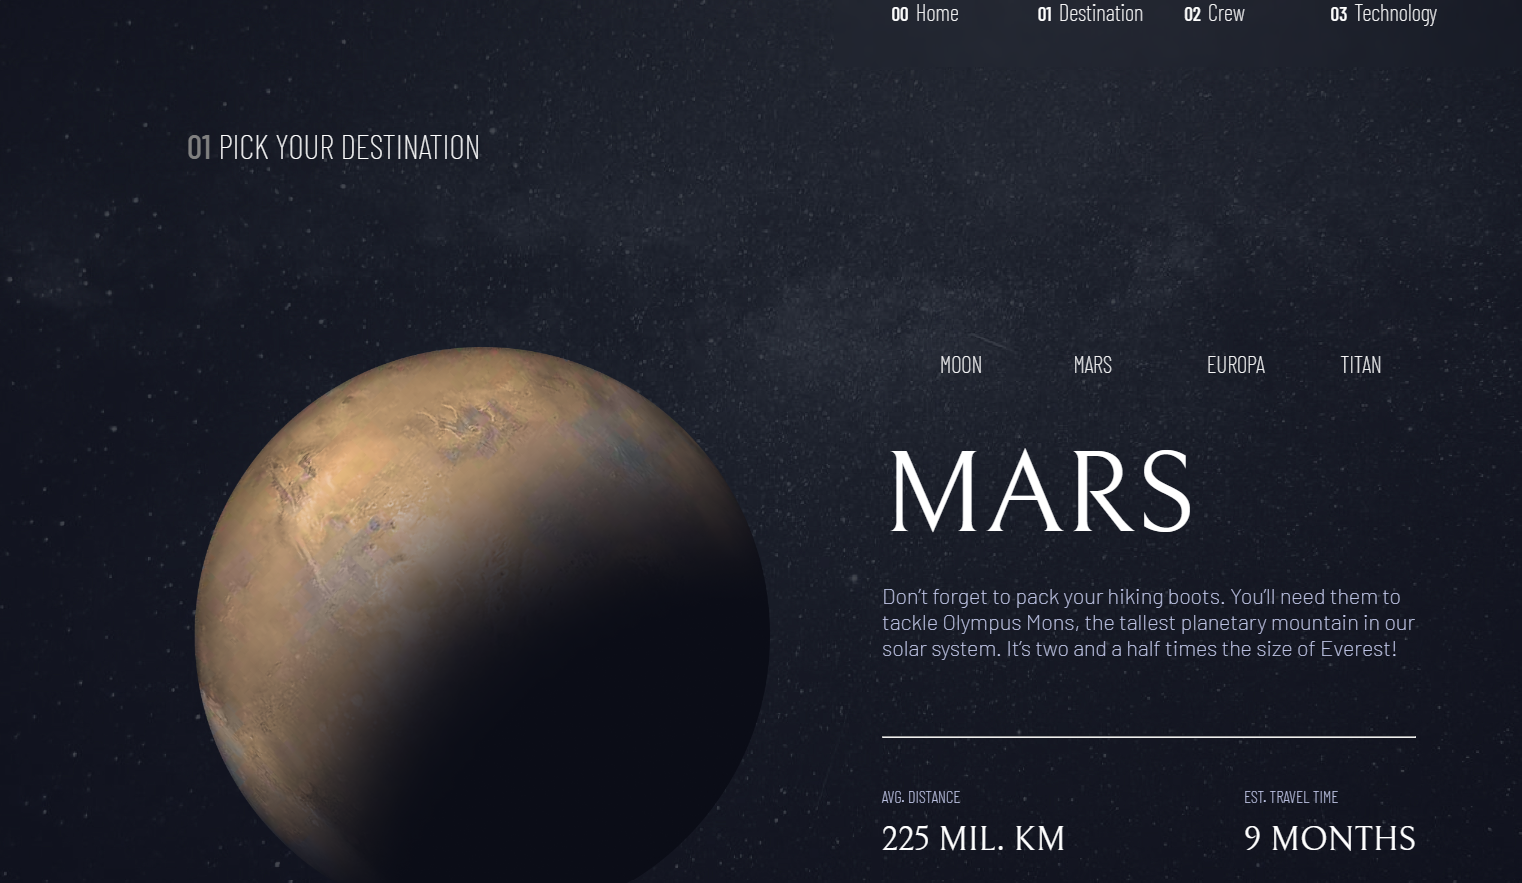 00 Home 01 Destination 02 Crew 03 Technology
01 PICK YOUR DESTINATION
MOON MARS EUROPA TITAN
MARS
Don’t forget to pack your hiking boots. You’ll need them to
tackle Olympus Mons, the tallest planetary mountain in our
solar system. It’s two and a half times the size of Everest!
AVG. DISTANCE EST. TRAVEL TIME
225 MIL. KM 9 MONTHS